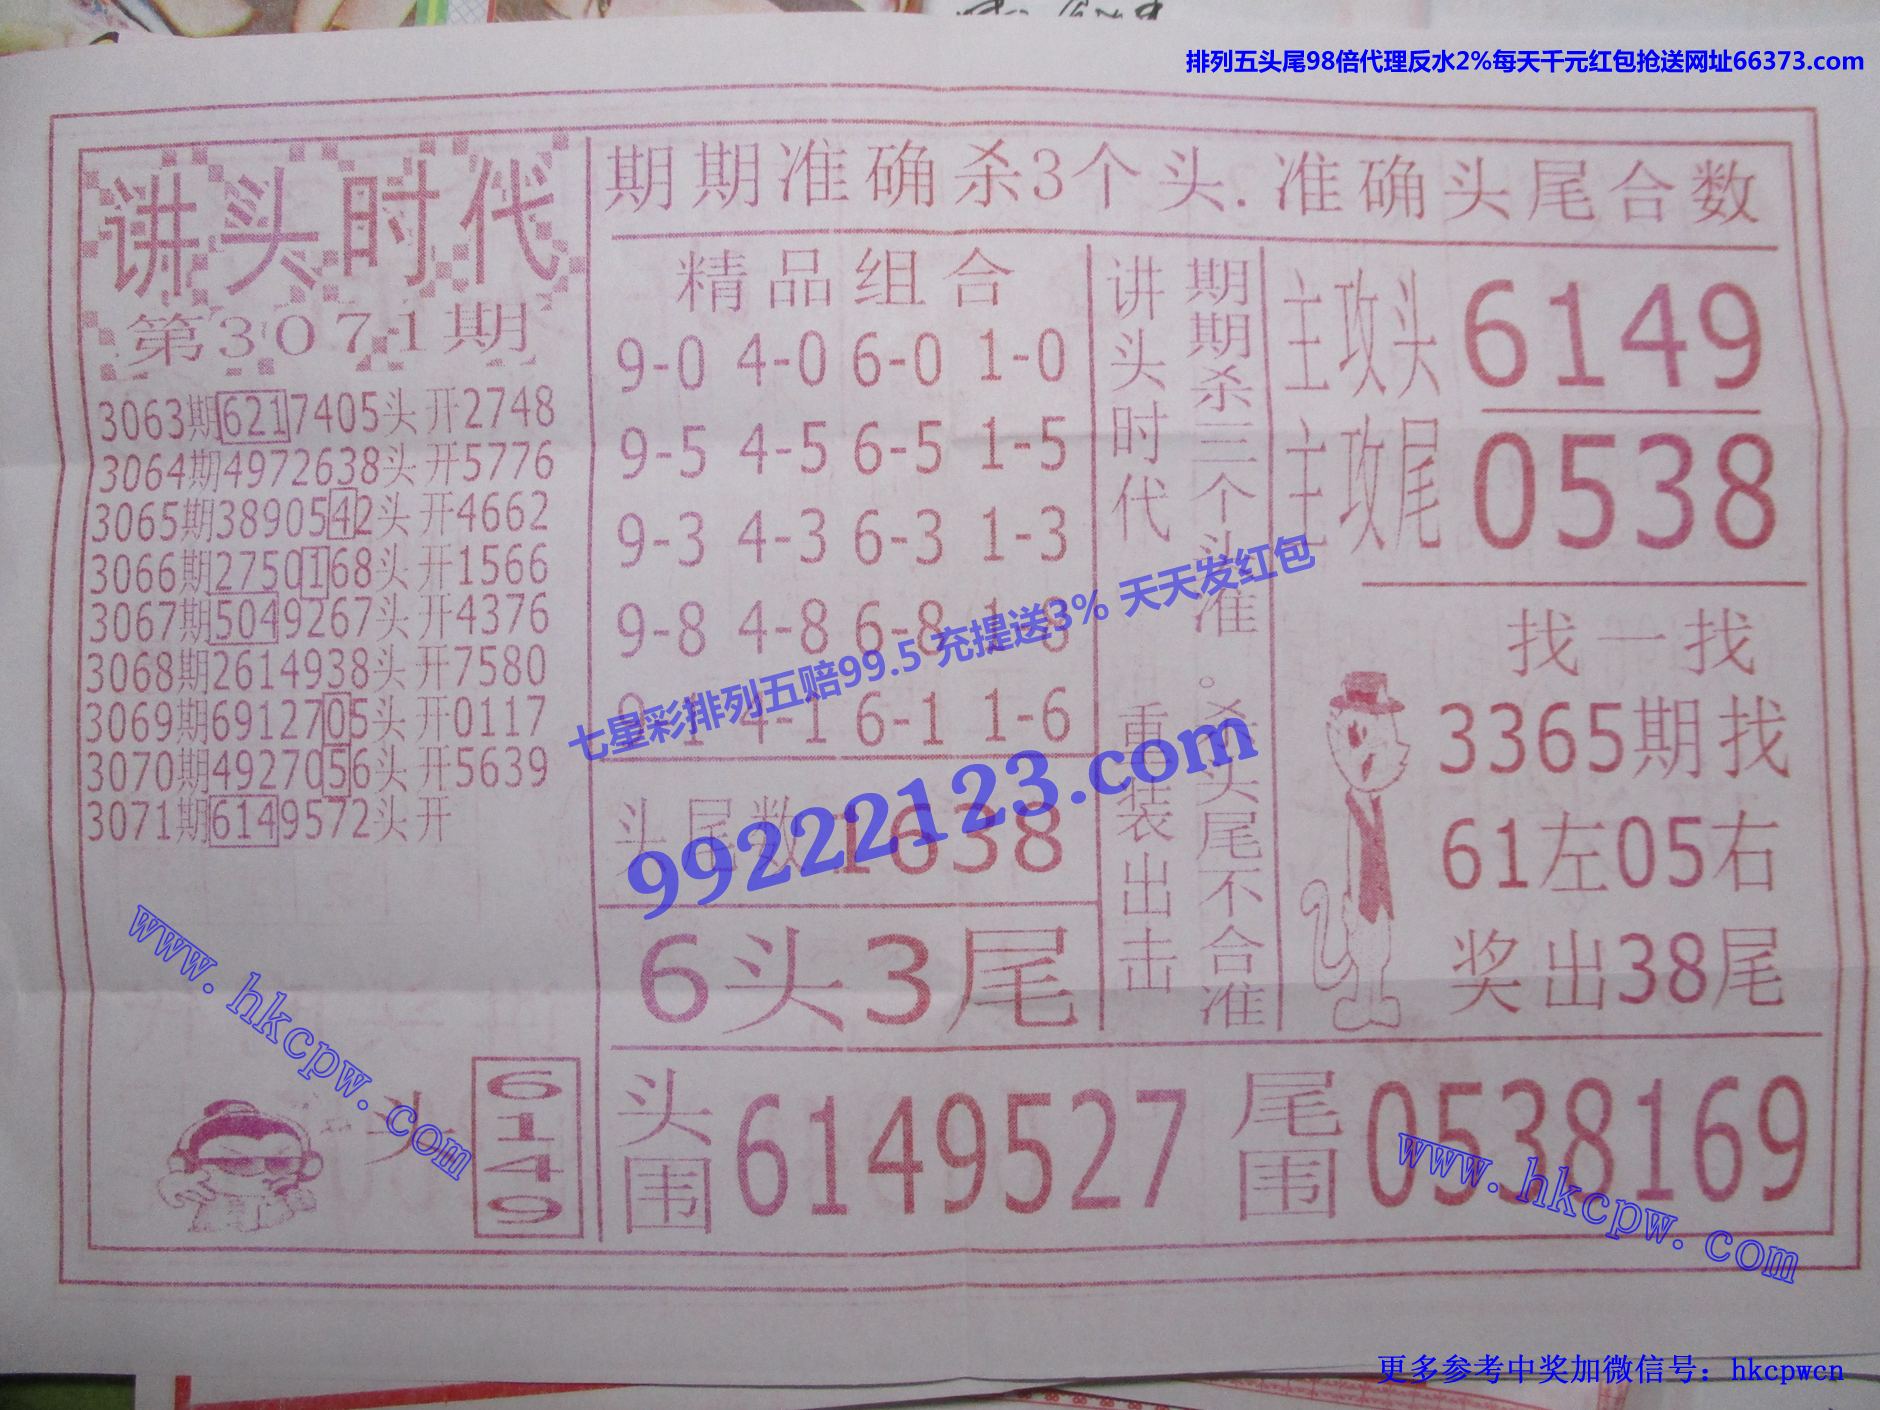 排列五头尾98倍代理反水2%每天千元红包抢送网址66373.com
讲头时代
第3071期
3063期6217405头开2748
3064期4972638头开5776
3065期3890542头开4662
3066期2750168头开1566
3067期5049267头开4376
3068期2614938头开7580
3069期6912705头开0117
3070期4927056头开5639
3071期6149572头开
头
6149
期期准确杀3个头.准确头尾合数
精品组合
9-0 4-0 6-0 1-0
9-5 4-5 6-5 1-5
9-3 4-3 6-3 1-3
9-8 4-8 6-8 1-8
9-1 4-1 6-1 1-6
头尾数1638
6头3尾
讲头时代 重装出击
期期杀三个头准。杀头尾不合准
主攻头 6149
主攻尾 0538
找一找
3365期找
61左05右
奖出38尾
头围 6149527 尾围 0538169
七星彩排列五赔99.5 充提送3% 天天发红包
99222123.com
www.hkcpw.com
www.hkcpw.com
更多参考中奖加微信号：hkcpwcn